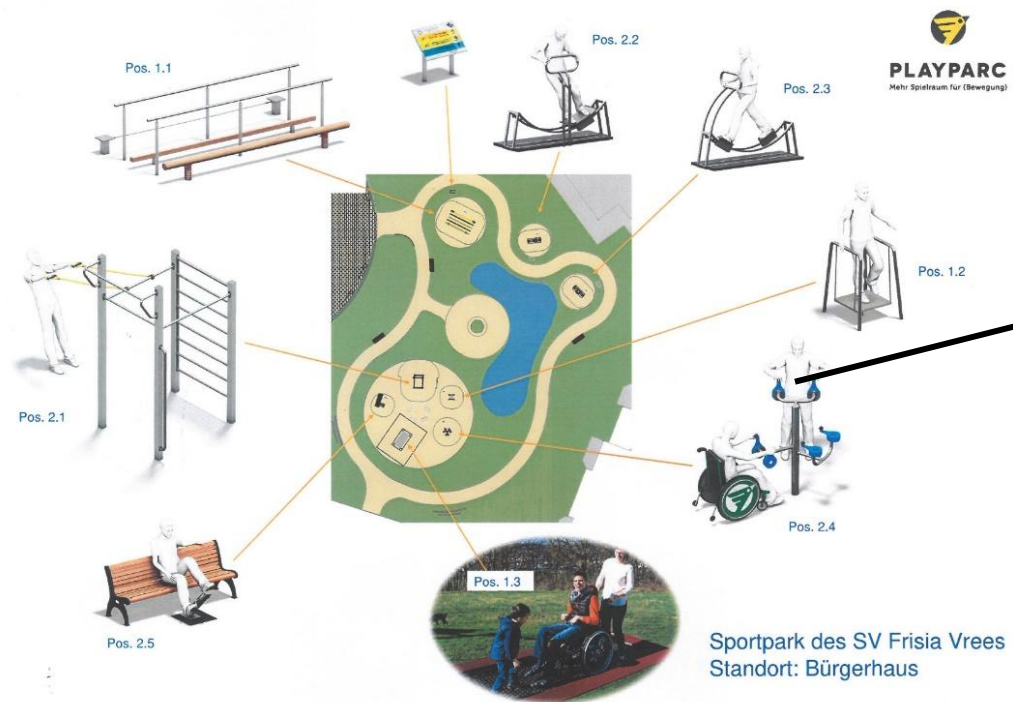 Pos. 1.1
Pos. 2.2
Pos. 2.3
PLAYPARC
Mehr Spielraum für (Bewegung)
Pos. 1.2
Pos. 2.1
Pos. 2.4
Pos. 1.3
Pos. 2.5
Sportpark des SV Frisia Vrees
Standort: Bürgerhaus